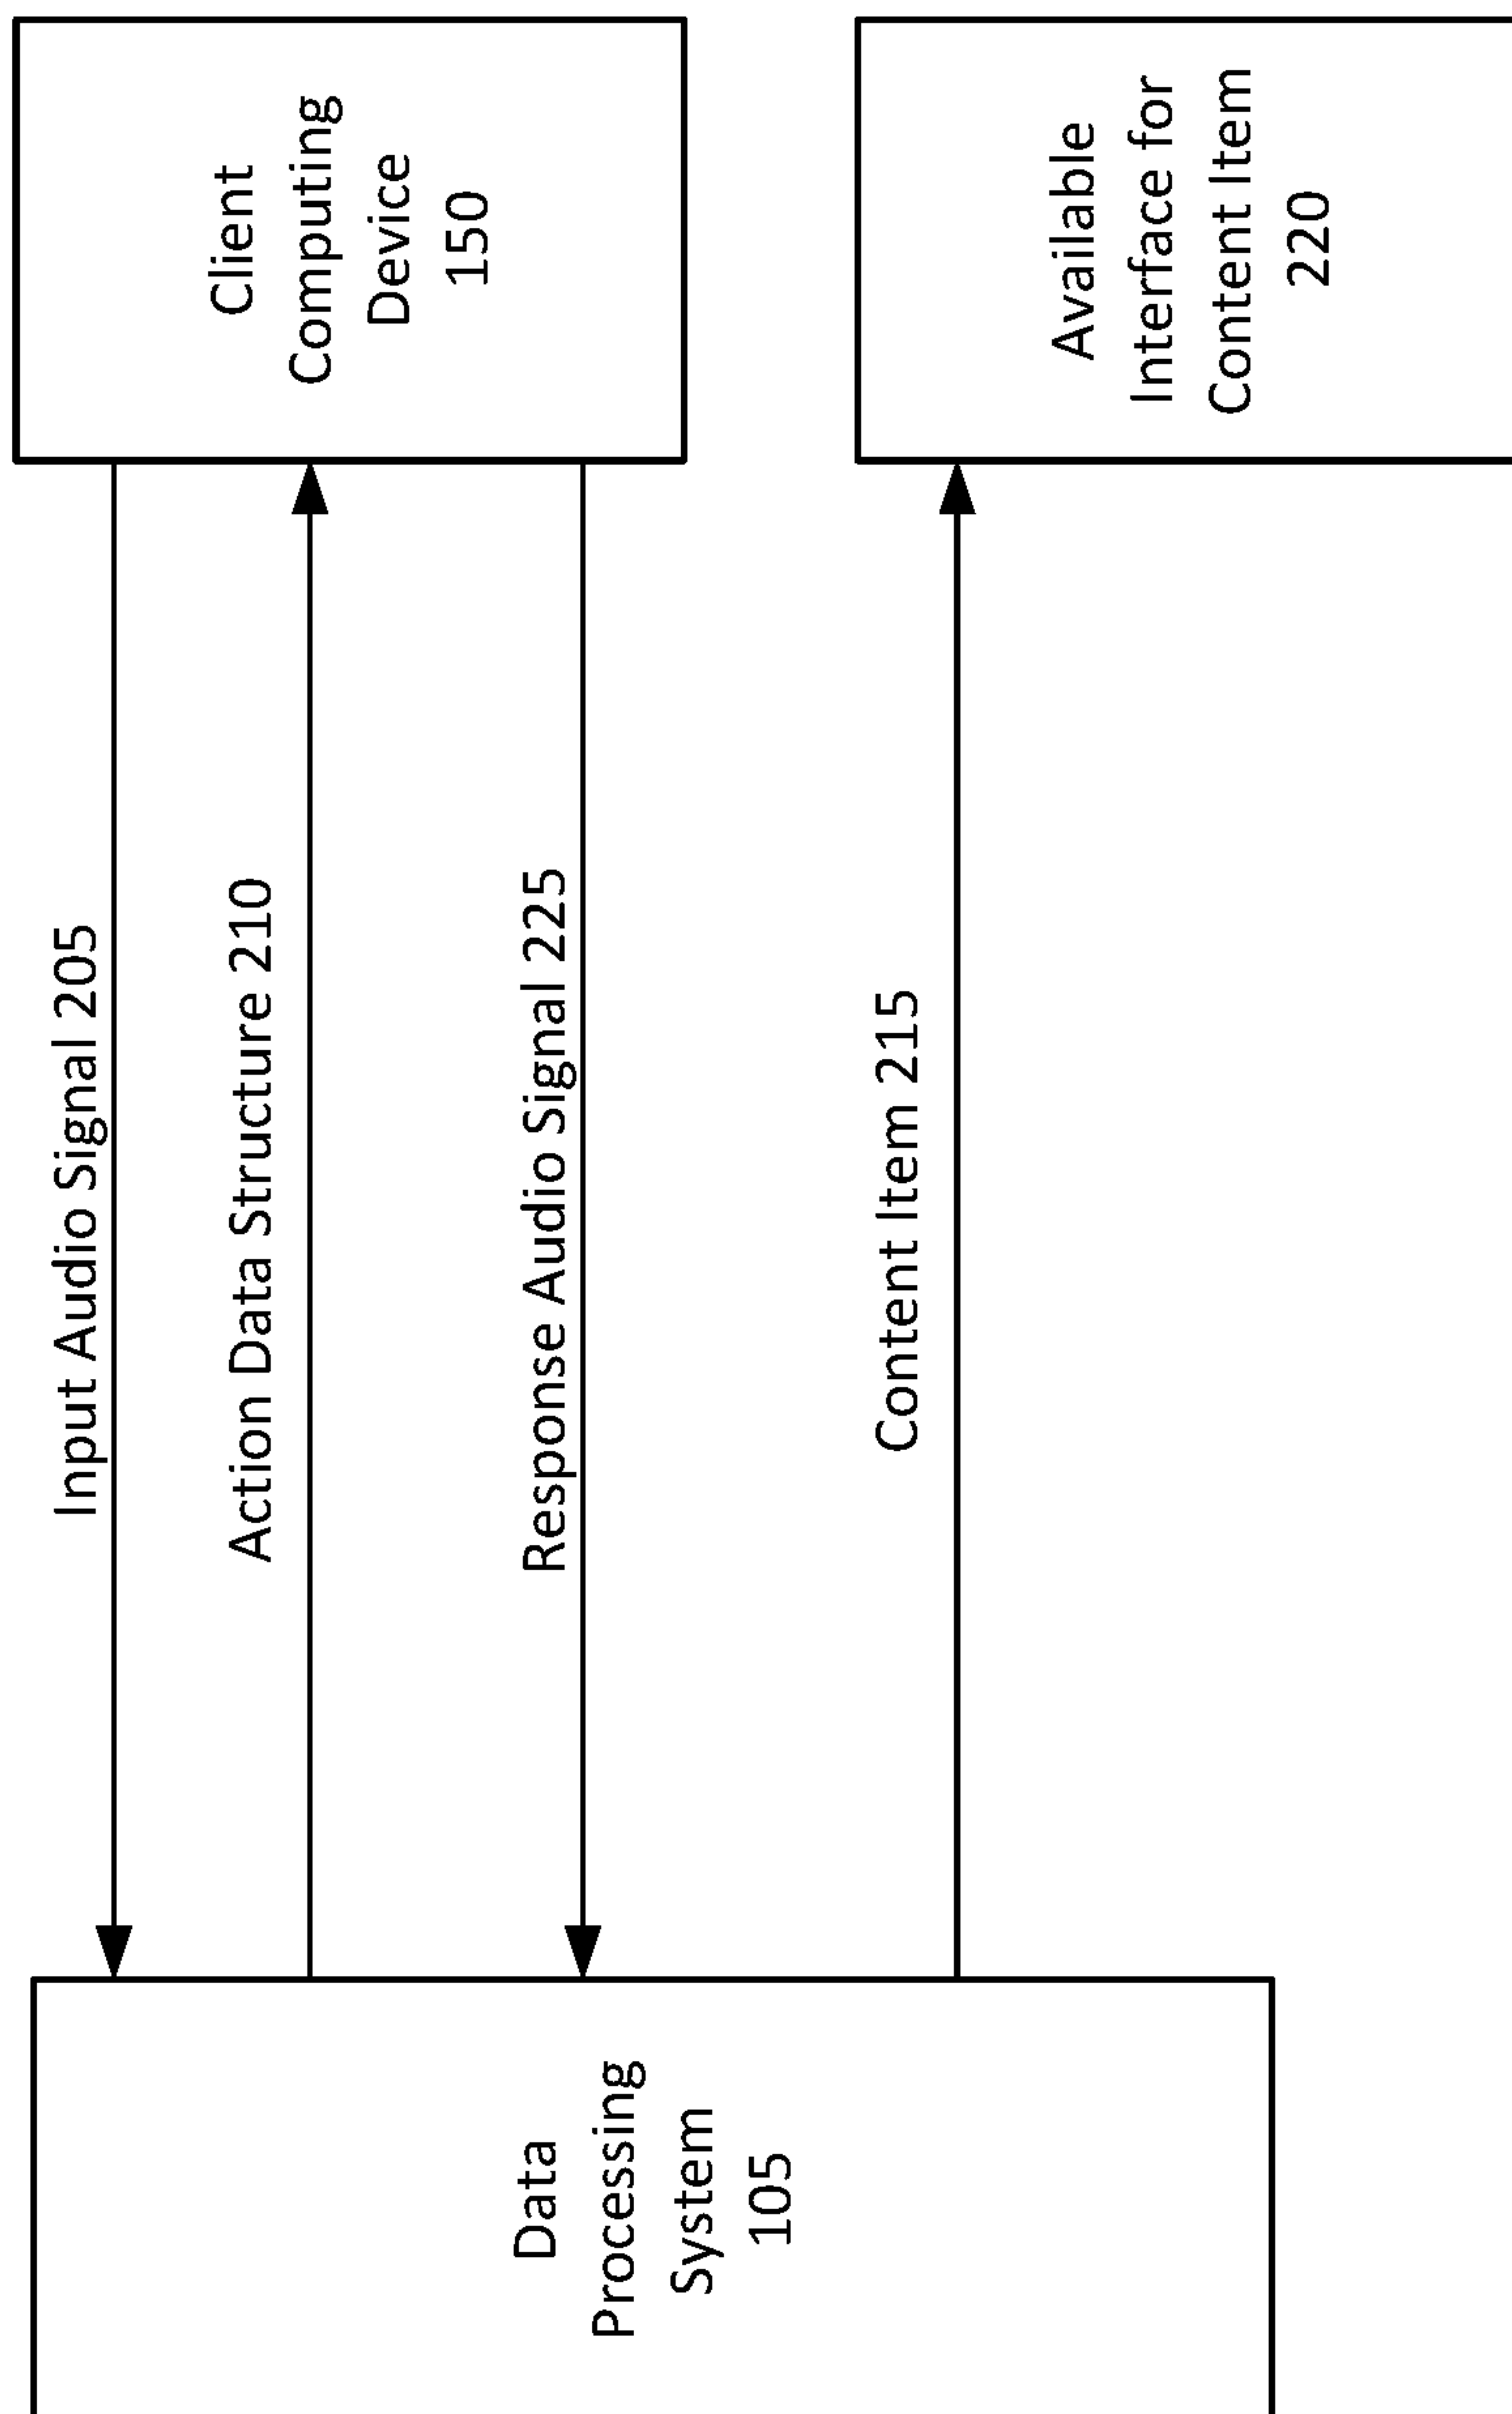 Data
Processing
System
105
Input Audio Signal 205
Action Data Structure 210
Response Audio Signal 225
Content Item 215
Client
Computing
Device
150
Available
Interface for
Content Item
220